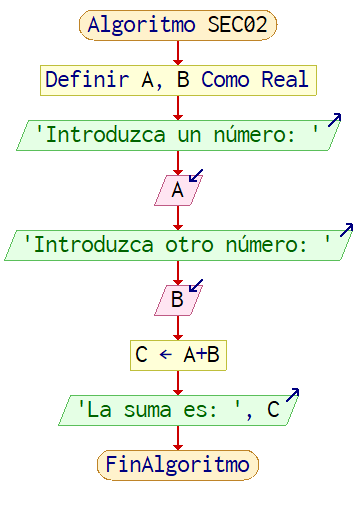 Algoritmo SEC02
Definir A, B Como Real
'Introduzca un número: '
A
'Introduzca otro número: '
B
C ← A+B
'La suma es: ', C
FinAlgoritmo